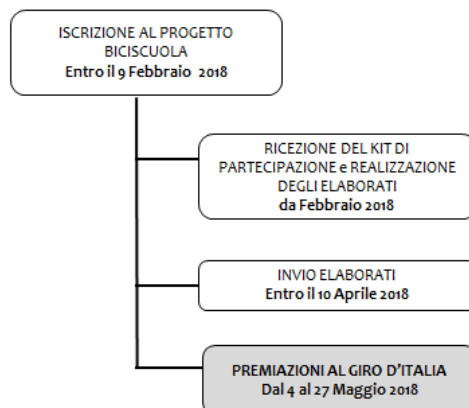 ISCRIZIONE AL PROGETTO
BICISCUOLA
Entro il 9 Febbraio 2018
RICEZIONE DEL KIT DI
PARTECIPAZIONE e REALIZZAZIONE
DEGLI ELABORATI
da Febbraio 2018
INVIO ELABORATI
Entro il 10 Aprile 2018
PREMIAZIONI AL GIRO D'ITALIA
Dal 4 al 27 Maggio 2018